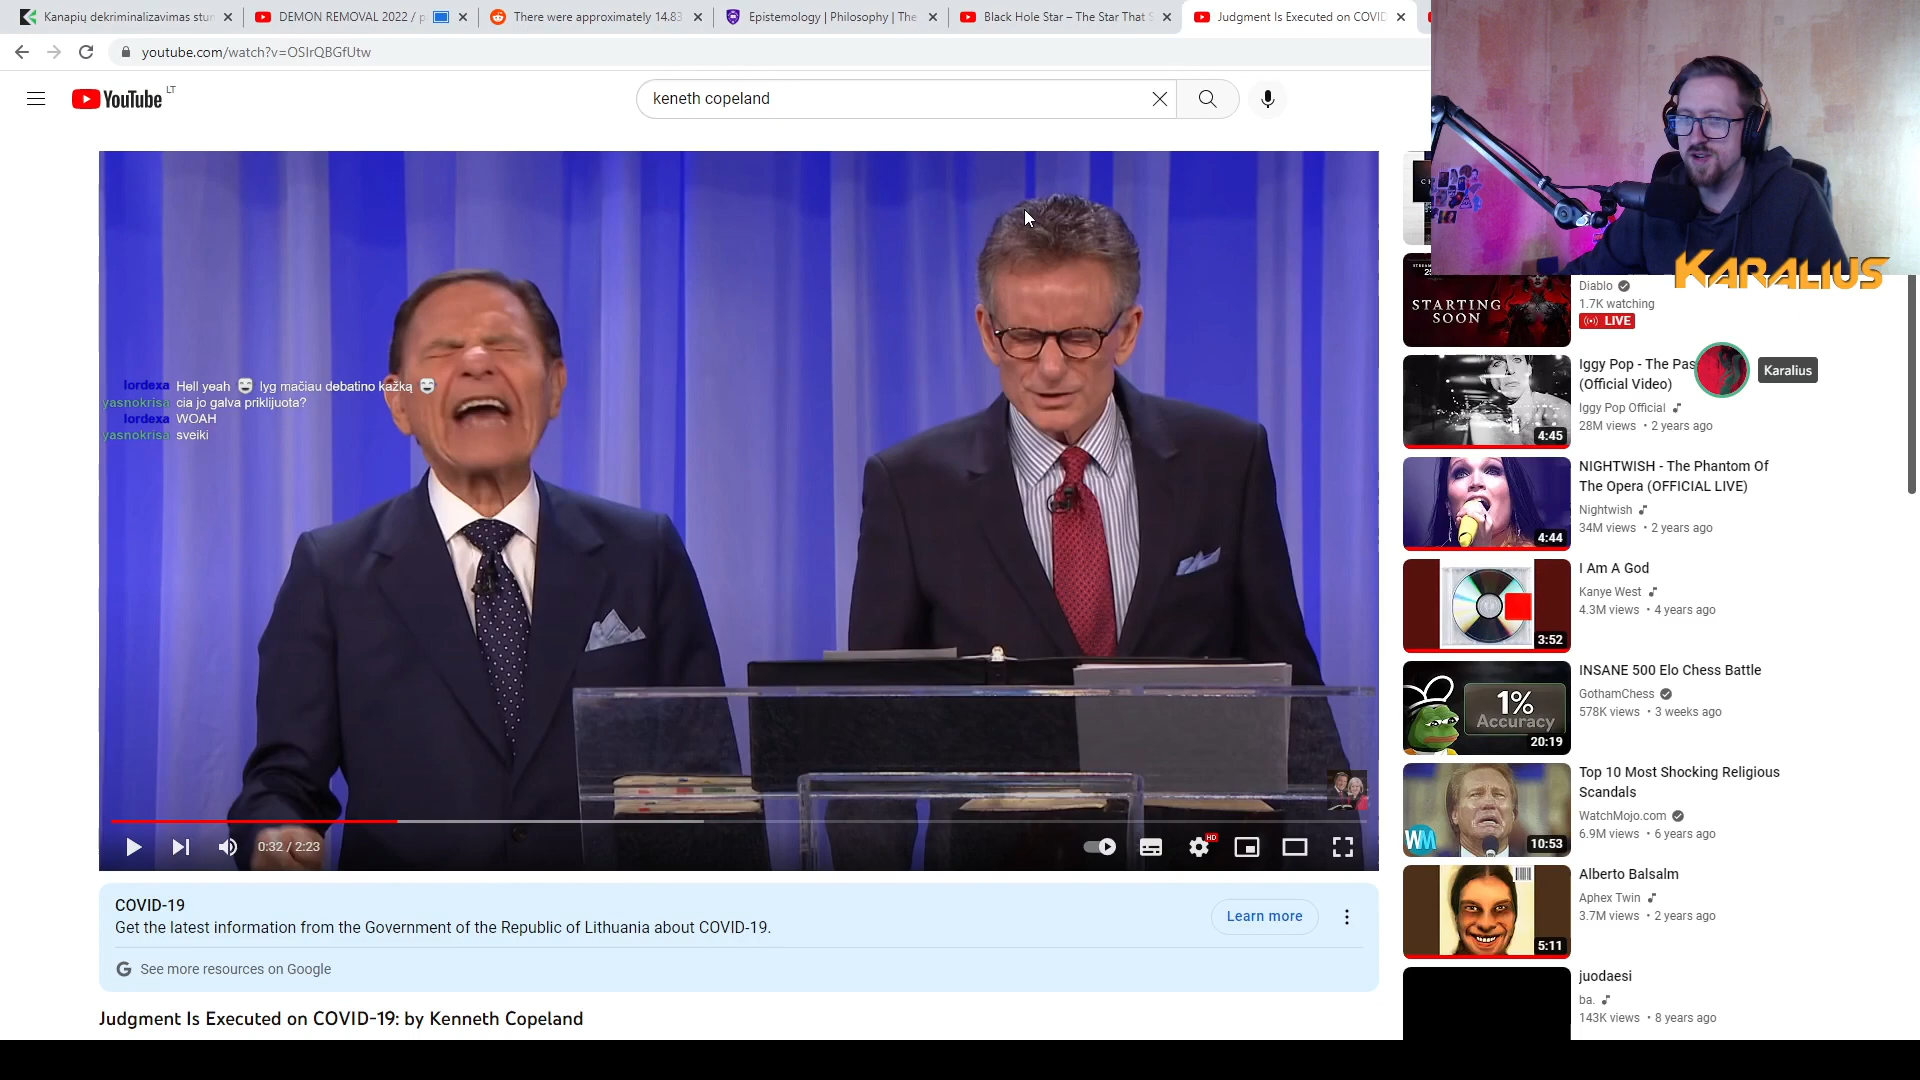 Kanapių dekriminalizavimas stu
DEMON REMOVAL 2022 / p
There were approximately 14.83
Epistemology | Philosophy | The
Black Hole Star – The Star That S
Judgment Is Executed on COVID
youtube.com/watch?v=OSIrQBGfUtw
YouTube LT
keneth copeland
KARALIUS
STARTING
SOON
Diablo
1.7K watching
LIVE
Karalius
Iggy Pop - The Pas
(Official Video)
Iggy Pop Official
28M views • 2 years ago
4:45
lordexa Hell yeah lyg mačiau debatino kažką
yasnokrisa cia jo galva priklijuota?
lordexa WOAH
yasnokrisa sveiki
NIGHTWISH - The Phantom Of
The Opera (OFFICIAL LIVE)
Nightwish
34M views • 2 years ago
4:44
I Am A God
Kanye West
4.3M views • 4 years ago
3:52
INSANE 500 Elo Chess Battle
GothamChess
578K views • 3 weeks ago
1%
Accuracy
20:19
Top 10 Most Shocking Religious
Scandals
WatchMojo.com
6.9M views • 6 years ago
WM
10:53
Alberto Balsalm
Aphex Twin
3.7M views • 2 years ago
5:11
juodaesi
ba.
143K views • 8 years ago
0:32 / 2:23
HD
COVID-19
Get the latest information from the Government of the Republic of Lithuania about COVID-19.
Learn more
See more resources on Google
Judgment Is Executed on COVID-19: by Kenneth Copeland